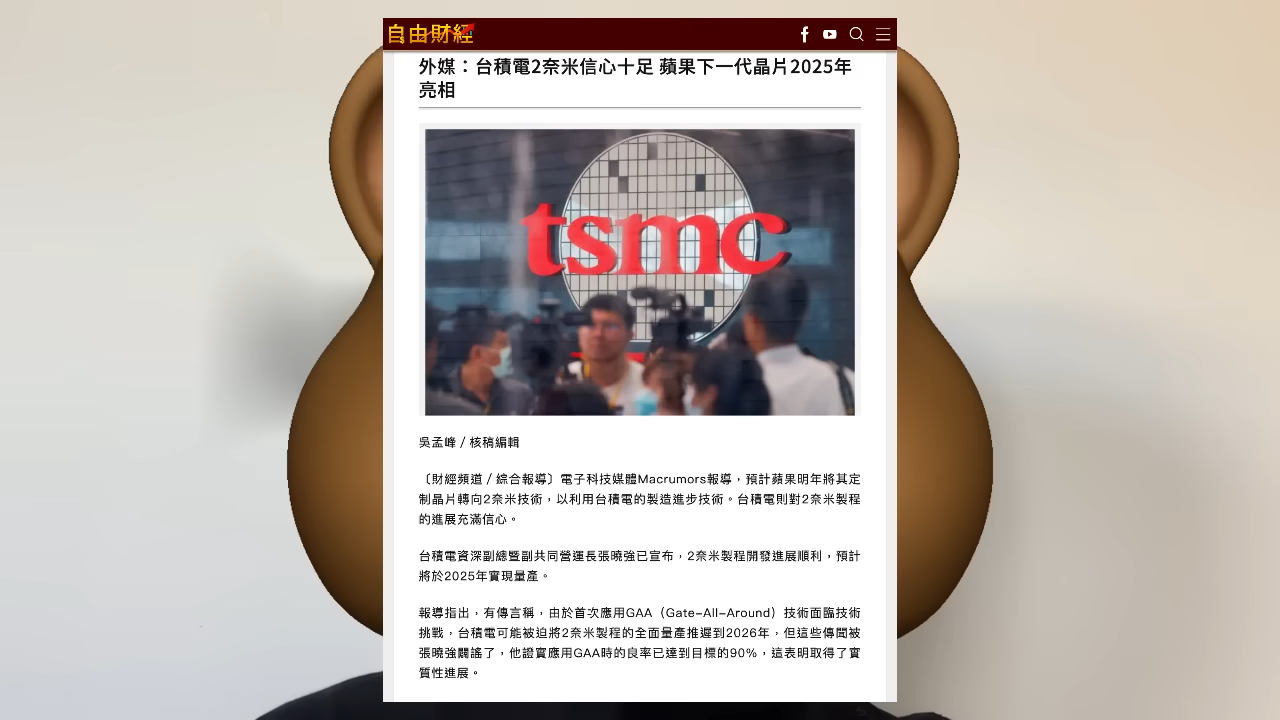 自由財經
外媒：台積電2奈米信心十足 蘋果下一代晶片2025年
亮相
tsmc
吳孟峰／核稿編輯
〔財經頻道／綜合報導〕電子科技媒體Macrumors報導，預計蘋果明年將其定
制晶片轉向2奈米技術，以利用台積電的製造進步技術。台積電則對2奈米製程
的進展充滿信心。
台積電資深副總暨副共同營運長張曉強已宣布，2奈米製程開發進展順利，預計
將於2025年實現量產。
報導指出，有傳言稱，由於首次應用GAA（Gate-All-Around）技術面臨技術
挑戰，台積電可能被迫將2奈米製程的全面量產推遲到2026年，但這些傳聞被
張曉強闢謠了，他證實應用GAA時的良率已達到目標的90%，這表明取得了實
質性進展。